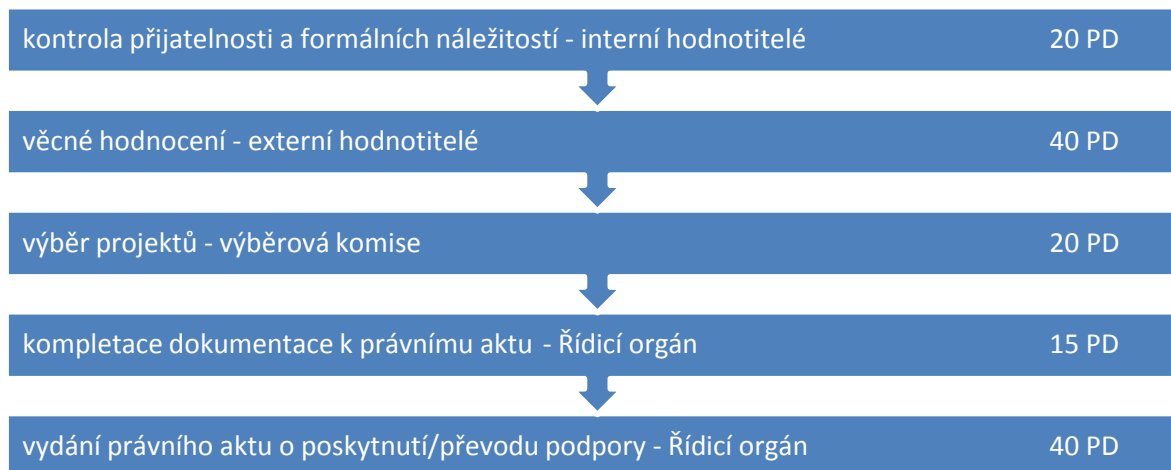 kontrola přijatelnosti a formálních náležitostí - interní hodnotitelé 20 PD
věcné hodnocení - externí hodnotitelé 40 PD
výběr projektů - výběrová komise 20 PD
kompletace dokumentace k právnímu aktu - Řídicí orgán 15 PD
vydání právního aktu o poskytnutí/převodu podpory - Řídicí orgán 40 PD